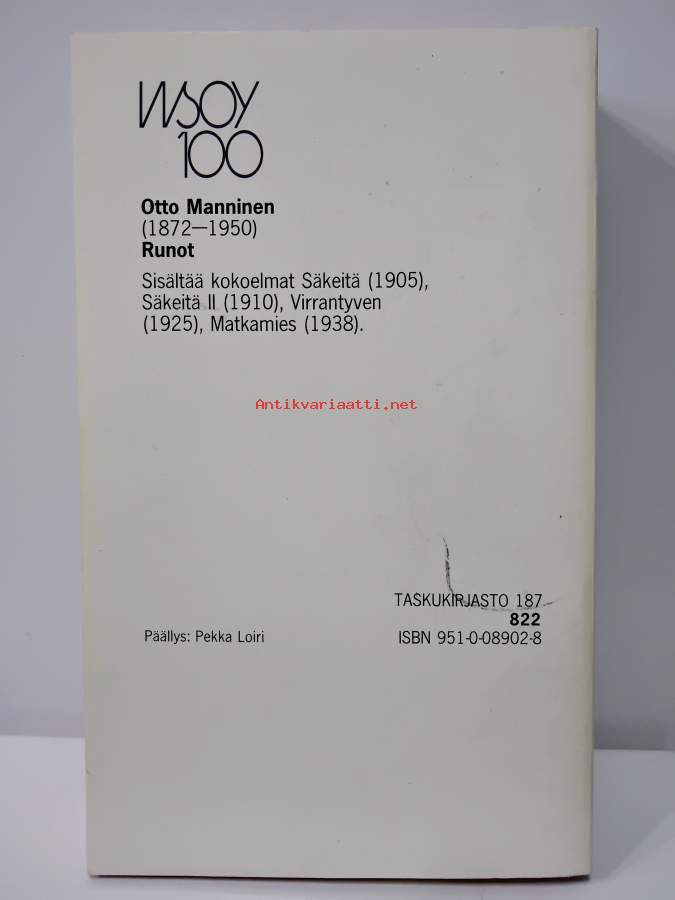 WSOY
100
Otto Manninen
(1872—1950)
Runot
Sisältää kokoelmat Säkeitä (1905),
Säkeitä II (1910), Virrantyven
(1925), Matkamies (1938).
Antikvariaatti.net
TASKUKIRJASTO 187
822
Päällys: Pekka Loiri
ISBN 951-0-08902-8